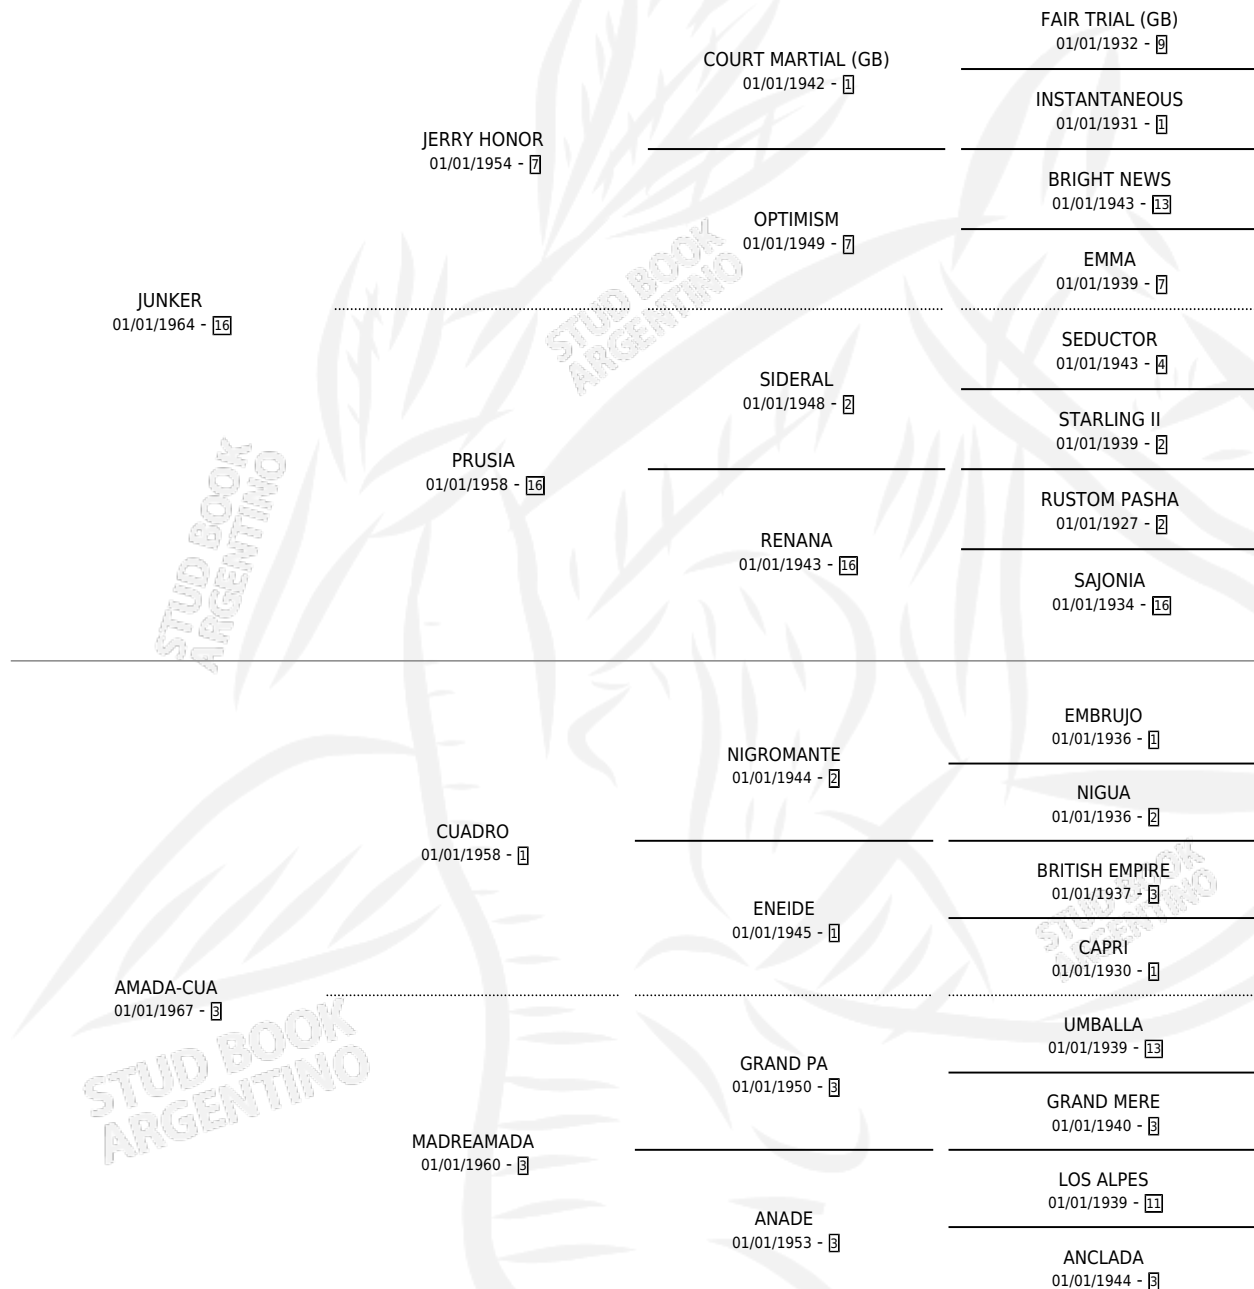 FAIR TRIAL (GB)
01/01/1932 - 9
COURT MARTIAL (GB)
01/01/1942 - 1
INSTANTANEOUS
01/01/1931 - 1
JERRY HONOR
01/01/1954 - 7
BRIGHT NEWS
01/01/1943 - 13
OPTIMISM
01/01/1949 - 7
EMMA
01/01/1939 - 7
JUNKER
01/01/1964 - 16
SEDUCTOR
01/01/1943 - 4
SIDERAL
01/01/1948 - 2
STARLING II
01/01/1939 - 2
PRUSIA
01/01/1958 - 16
RUSTOM PASHA
01/01/1927 - 2
RENANA
01/01/1943 - 16
SAJONIA
01/01/1934 - 16
EMBRUJO
01/01/1936 - 1
NIGROMANTE
01/01/1944 - 2
NIGUA
01/01/1936 - 2
CUADRO
01/01/1958 - 1
BRITISH EMPIRE
01/01/1937 - 3
ENEIDE
01/01/1945 - 1
CAPRI
01/01/1930 - 1
AMADA-CUA
01/01/1967 - 3
UMBALLA
01/01/1939 - 13
GRAND PA
01/01/1950 - 3
GRAND MERE
01/01/1940 - 3
MADREAMADA
01/01/1960 - 3
LOS ALPES
01/01/1939 - 11
ANADE
01/01/1953 - 3
ANCLADA
01/01/1944 - 3
STUD BOOK
ARGENTINO
STUD BOOK
ARGENTINO
STUD BOOK
ARGENTINO
STUD BOOK
ARGENTINO